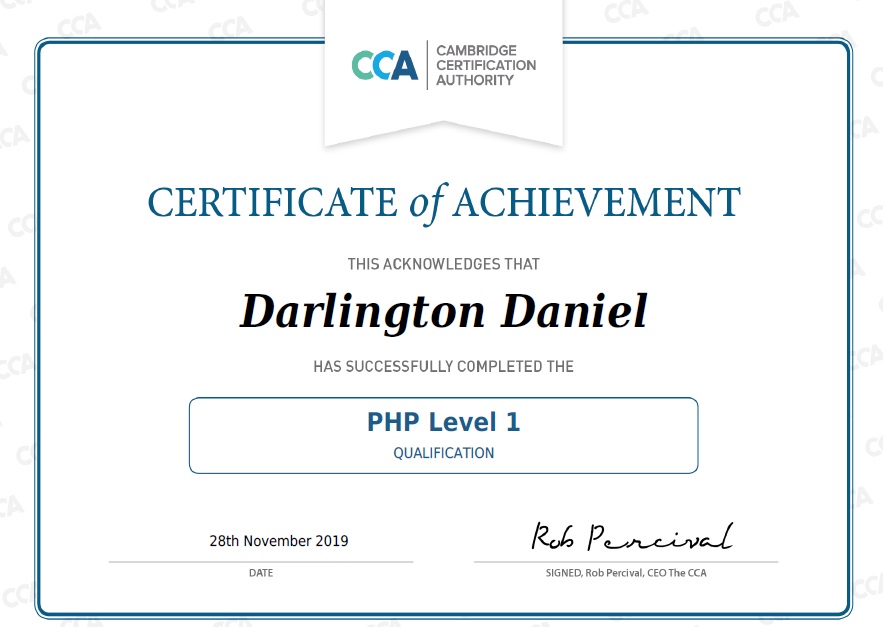 CCA
CAMBRIDGE
CERTIFICATION
AUTHORITY
CERTIFICATE of ACHIEVEMENT
THIS ACKNOWLEDGES THAT
Darlington Daniel
HAS SUCCESSFULLY COMPLETED THE
PHP Level 1
QUALIFICATION
28th November 2019
DATE
Rob Percival
SIGNED, Rob Percival, CEO The CCA